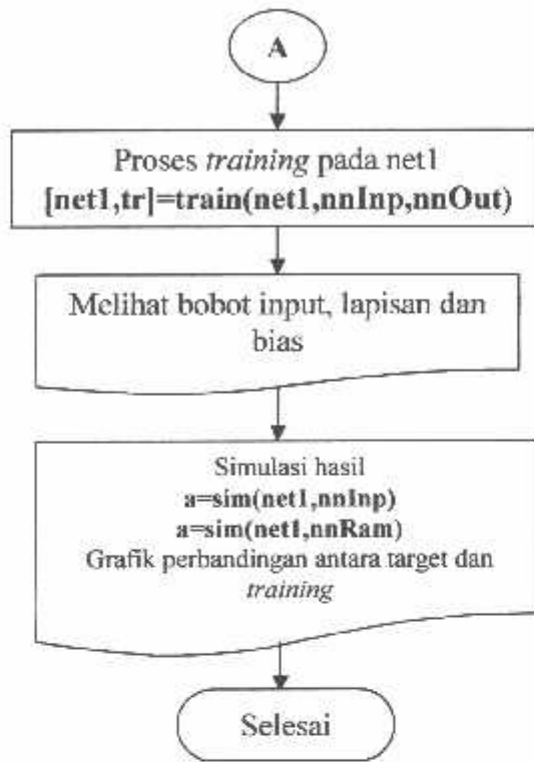 A
Proses training pada net1
[net1,tr]=train(net1,nnInp,nnOut)
Melihat bobot input, lapisan dan
bias
Simulasi hasil
a=sim(net1,nnInp)
a=sim(net1,nnRam)
Grafik perbandingan antara target dan
training
Selesai